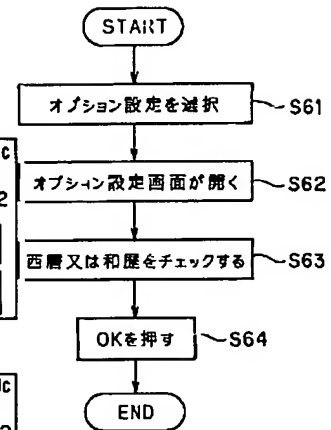 START
オプション設定を選択
S61
C
オプション設定画面が開く
S62
2
西暦又は和歴をチェックする
S63
OKを押す
S64
C
END